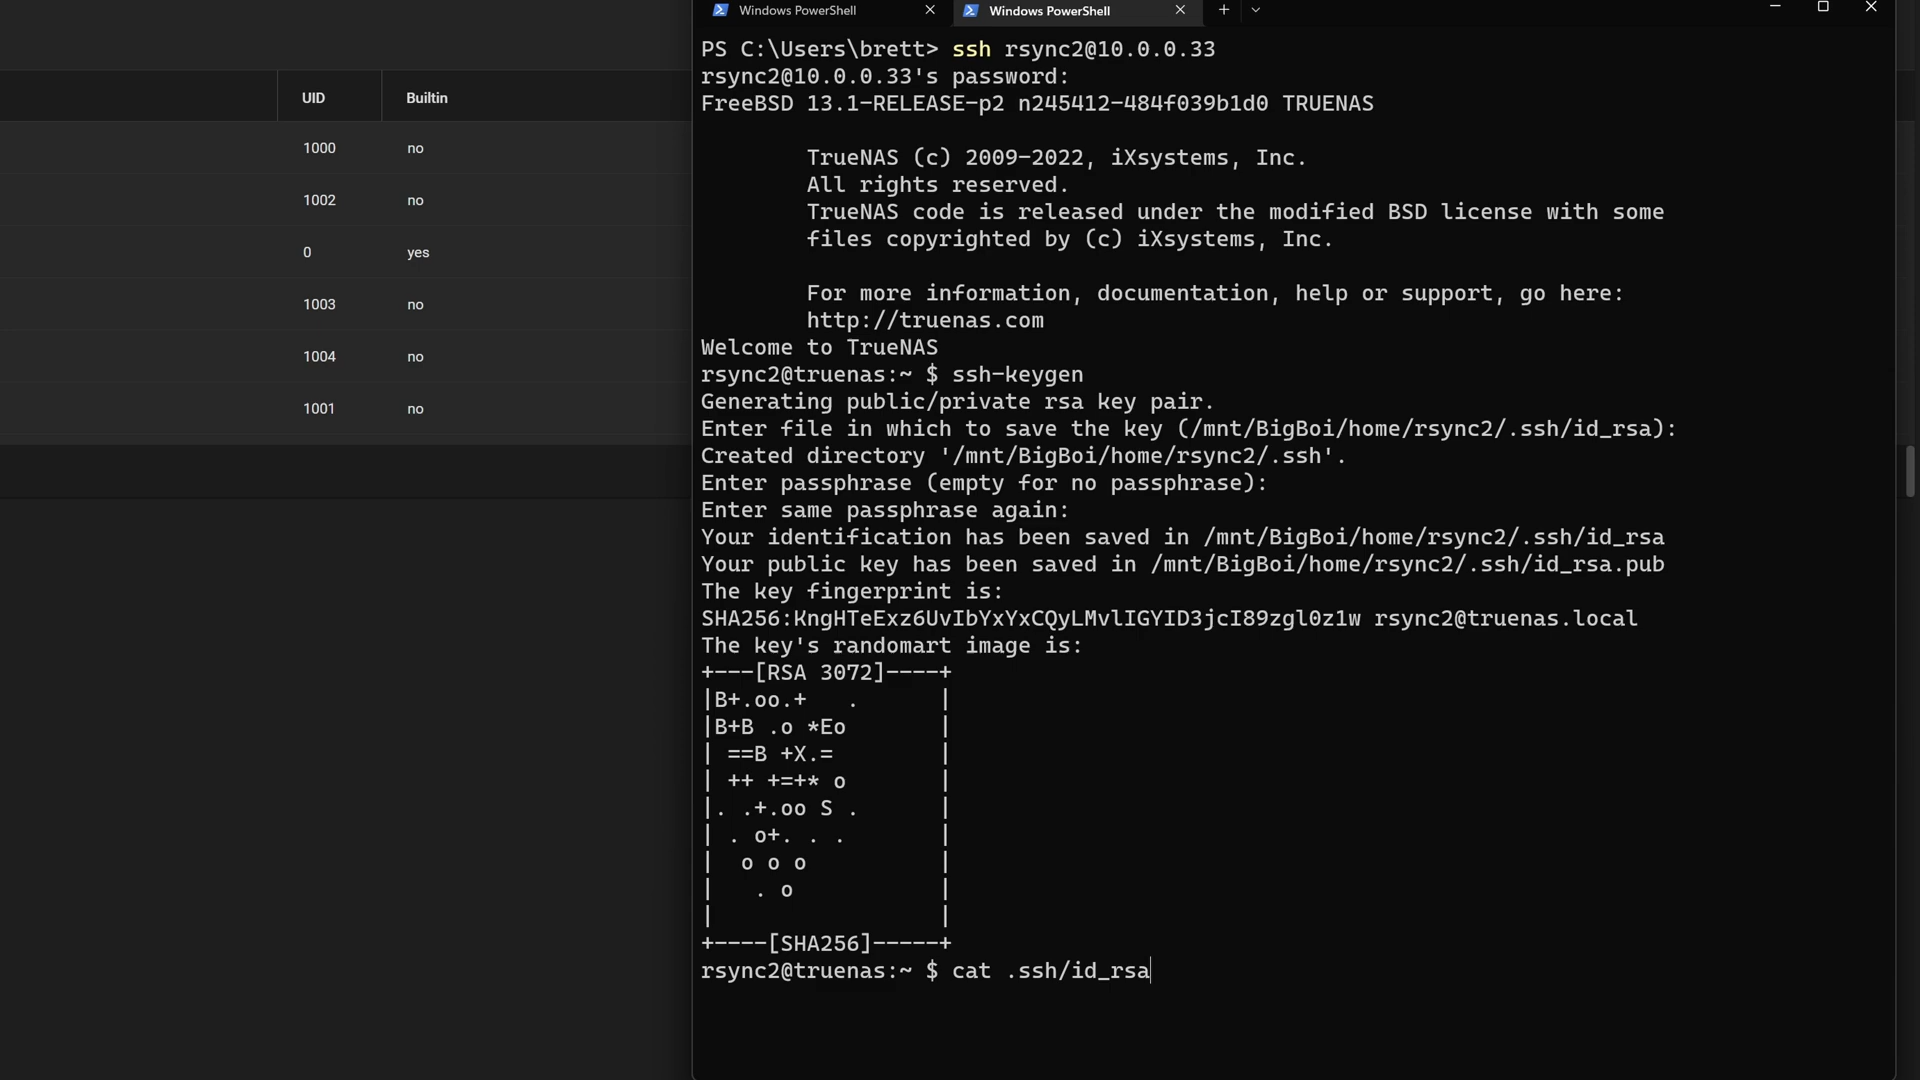 Windows PowerShell
Windows PowerShell
UID Builtin
1000 no
1002 no
0 yes
1003 no
1004 no
1001 no
PS C:\Users\brett> ssh rsync2@10.0.0.33
rsync2@10.0.0.33's password:
FreeBSD 13.1-RELEASE-p2 n245412-484f039b1d0 TRUENAS
TrueNAS (c) 2009-2022, iXsystems, Inc.
All rights reserved.
TrueNAS code is released under the modified BSD license with some
files copyrighted by (c) iXsystems, Inc.
For more information, documentation, help or support, go here:
http://truenas.com
Welcome to TrueNAS
rsync2@truenas:~ $ ssh-keygen
Generating public/private rsa key pair.
Enter file in which to save the key (/mnt/BigBoi/home/rsync2/.ssh/id_rsa):
Created directory '/mnt/BigBoi/home/rsync2/.ssh'.
Enter passphrase (empty for no passphrase):
Enter same passphrase again:
Your identification has been saved in /mnt/BigBoi/home/rsync2/.ssh/id_rsa
Your public key has been saved in /mnt/BigBoi/home/rsync2/.ssh/id_rsa.pub
The key fingerprint is:
SHA256:KngHTeExz6UvIbYxYxCQyLMvlIGYID3jcI89zgl0z1w rsync2@truenas.local
The key's randomart image is:
+---[RSA 3072]----+
|B+.oo.+   .      |
|B+B .o *Eo       |
| ==B +X.=        |
| ++ +=+* o       |
|. .+.oo S .      |
| . o+. . .       |
|  o o o          |
|   . o           |
|                 |
+----[SHA256]-----+
rsync2@truenas:~ $ cat .ssh/id_rsa